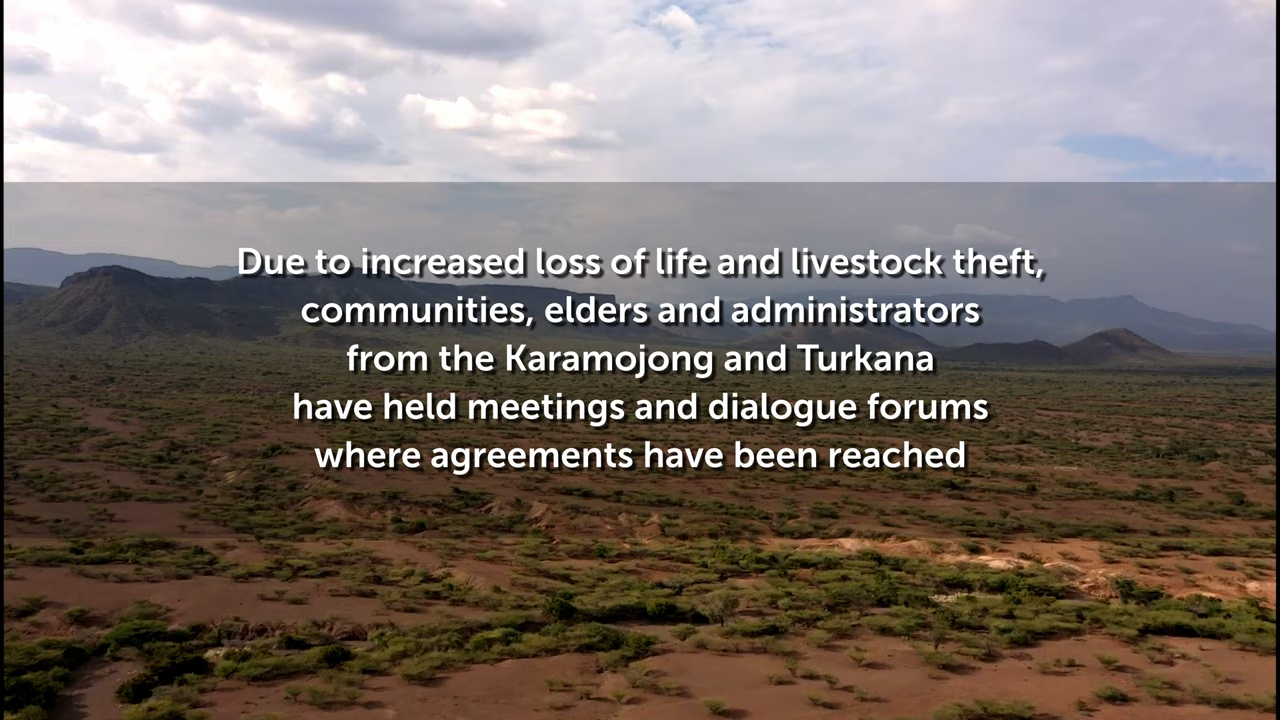 Due to increased loss of life and livestock theft,
communities, elders and administrators
from the Karamojong and Turkana
have held meetings and dialogue forums
where agreements have been reached